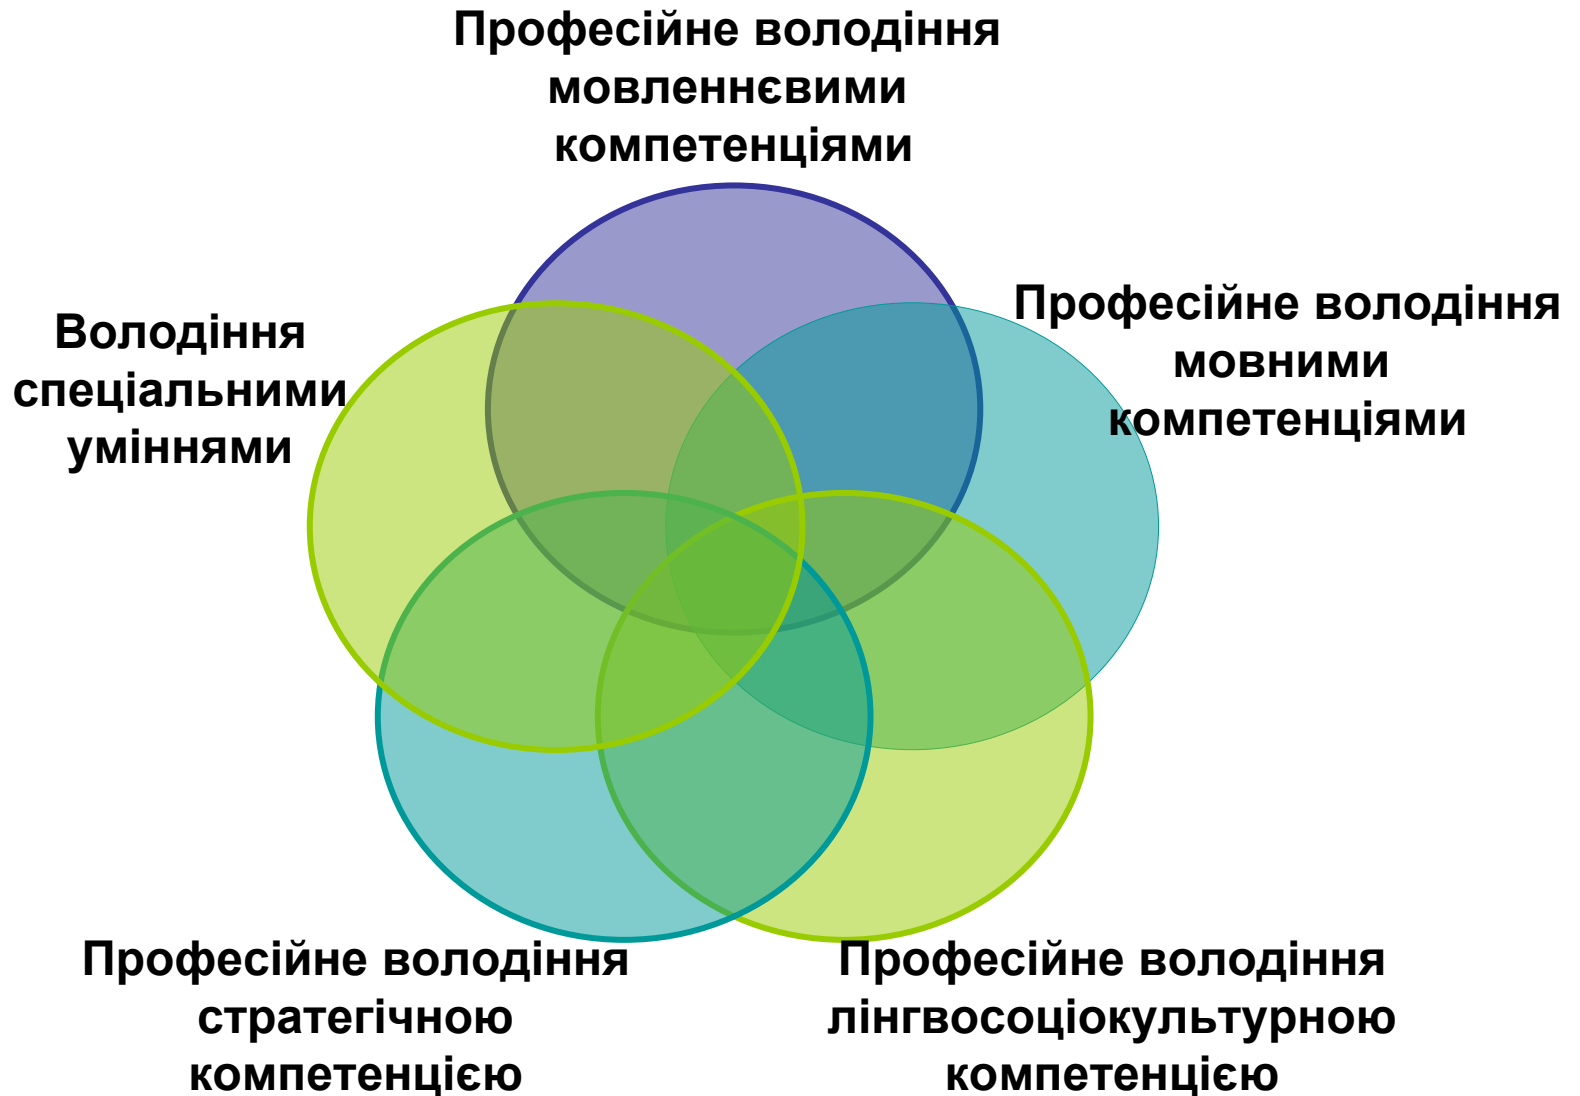 Професійне володіння
мовленнєвими
компетенціями
Професійне володіння
мовними
компетенціями
Володіння
спеціальними
уміннями
Професійне володіння
стратегічною
компетенцією
Професійне володіння
лінгвосоціокультурною
компетенцією